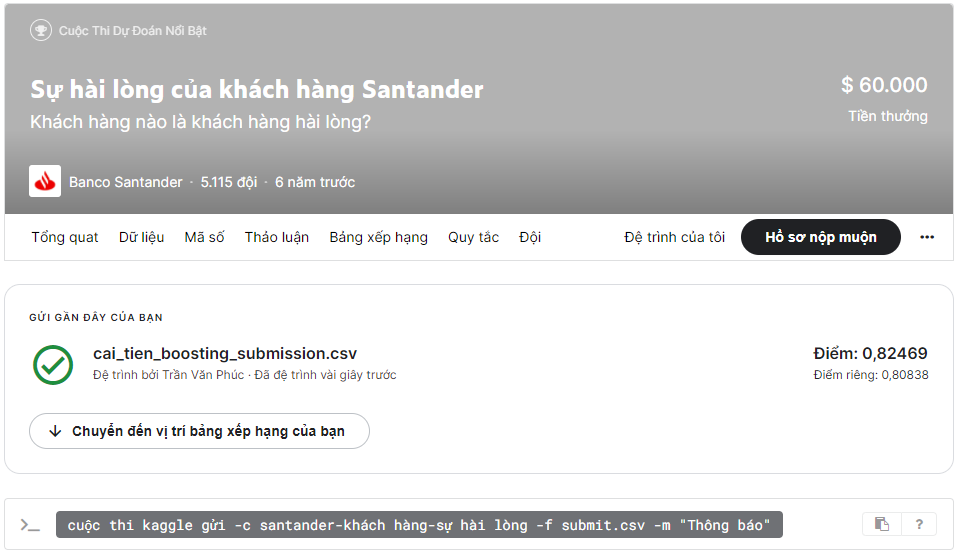 Cuộc Thi Dự Đoán Nổi Bật
Sự hài lòng của khách hàng Santander
Khách hàng nào là khách hàng hài lòng?
$ 60.000
Tiền thưởng
Banco Santander · 5.115 đội · 6 năm trước
Tổng quat Dữ liệu Mã số Thảo luận Bảng xếp hạng Quy tắc Đội Đệ trình của tôi Hồ sơ nộp muộn
GỬI GẦN ĐÂY CỦA BẠN
cai_tien_boosting_submission.csv
Đệ trình bởi Trần Văn Phúc · Đã đệ trình vài giây trước
Điểm: 0,82469
Điểm riêng: 0,80838
Chuyển đến vị trí bảng xếp hạng của bạn
cuộc thi kaggle gửi -c santander-khách hàng-sự hài lòng -f submit.csv -m "Thông báo"
?